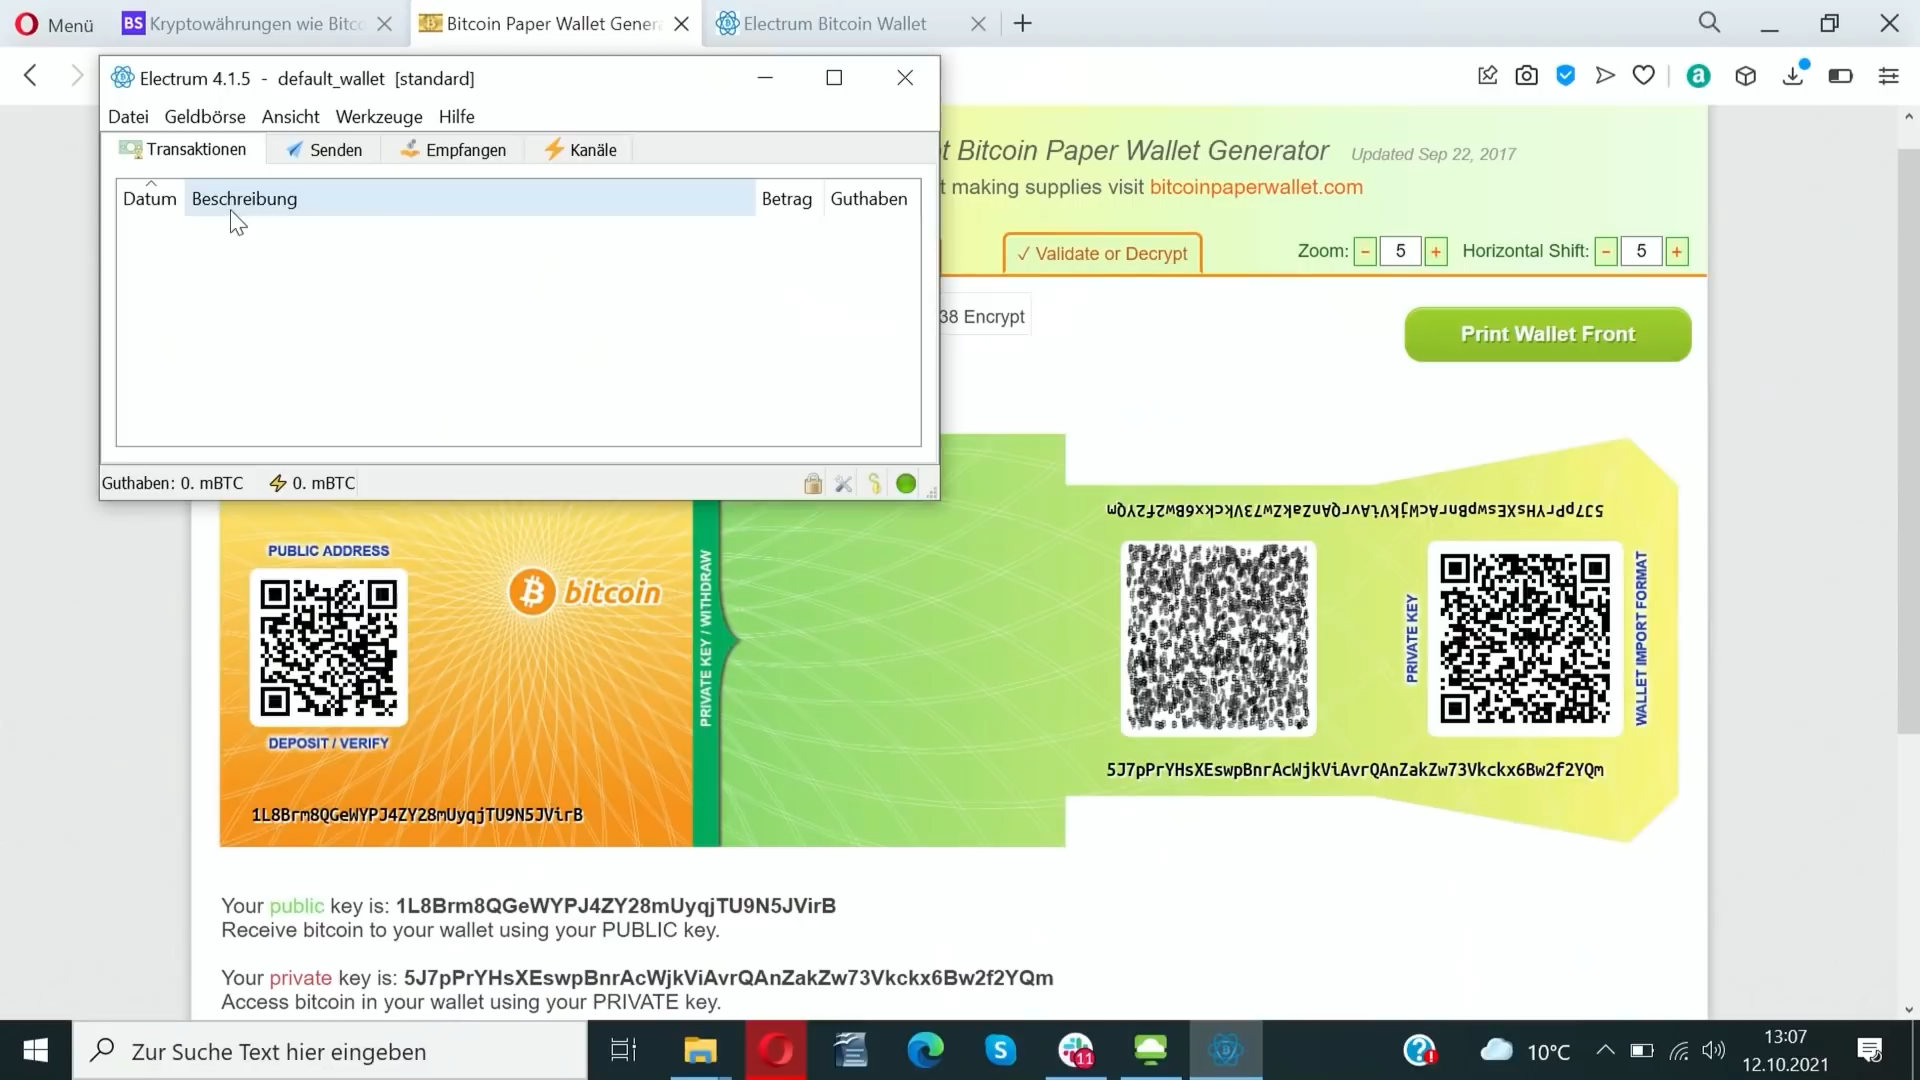 Menü
Kryptowährungen wie Bitco
Bitcoin Paper Wallet Genera
Electrum Bitcoin Wallet
Electrum 4.1.5 - default_wallet [standard]
Datei Geldbörse Ansicht Werkzeuge Hilfe
Transaktionen Senden Empfangen Kanäle
Datum Beschreibung Betrag Guthaben
Guthaben: 0. mBTC 0. mBTC
t Bitcoin Paper Wallet Generator Updated Sep 22, 2017
t making supplies visit bitcoinpaperwallet.com
✓ Validate or Decrypt
Zoom: - 5 + Horizontal Shift: - 5 +
38 Encrypt
Print Wallet Front
PUBLIC ADDRESS
bitcoin
DEPOSIT / VERIFY
1L8Brm8QGeWYPJ4ZY28mUyqjTU9N5JVirB
PRIVATE KEY / WITHDRAW
5J7pPrYHsXEswpBnrAcWjkViAvrQAnZakZw73Vkckx6Bw2f2YQm
PRIVATE KEY
WALLET IMPORT FORMAT
5J7pPrYHsXEswpBnrAcWjkViAvrQAnZakZw73Vkckx6Bw2f2YQm
Your public key is: 1L8Brm8QGeWYPJ4ZY28mUyqjTU9N5JVirB
Receive bitcoin to your wallet using your PUBLIC key.
Your private key is: 5J7pPrYHsXEswpBnrAcWjkViAvrQAnZakZw73Vkckx6Bw2f2YQm
Access bitcoin in your wallet using your PRIVATE key.
Zur Suche Text hier eingeben
11
10°C
13:07
12.10.2021